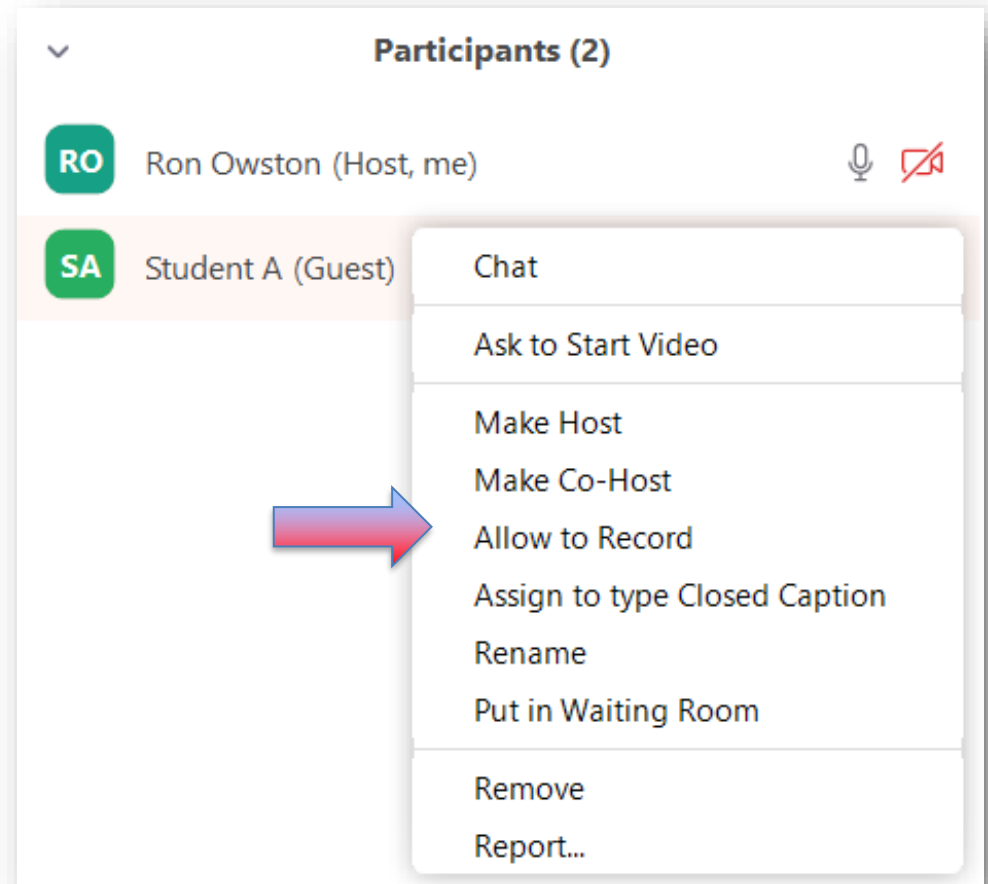 Participants (2)
RO
Ron Owston (Host, me)
SA
Student A (Guest)
Chat
Ask to Start Video
Make Host
Make Co-Host
Allow to Record
Assign to type Closed Caption
Rename
Put in Waiting Room
Remove
Report...